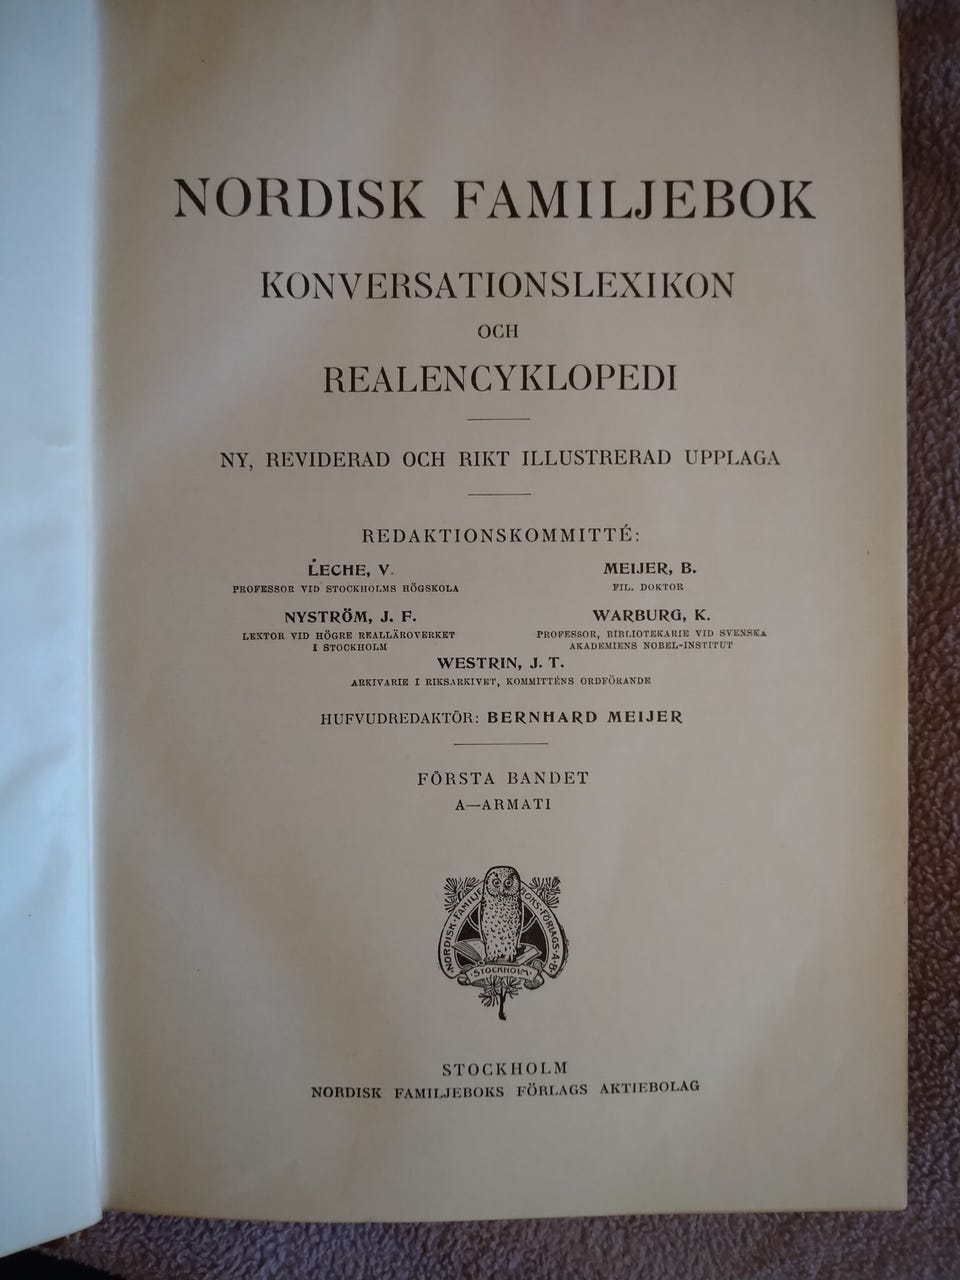 NORDISK FAMILJEBOK
KONVERSATIONSLEXIKON
OCH
REALENCYKLOPEDI
NY, REVIDERAD OCH RIKT ILLUSTRERAD UPPLAGA
REDAKTIONSKOMMITTÉ:
LECHE, V.
PROFESSOR VID STOCKHOLMS HÖGSKOLA
MEIJER, B.
FIL. DOKTOR
NYSTRÖM, J. F.
LEKTOR VID HÖGRE REALLÄROVERKET
I STOCKHOLM
WARBURG, K.
PROFESSOR, BIBLIOTEKARIE VID SVENSKA
AKADEMIENS NOBEL-INSTITUT
WESTRIN, J. T.
ARKIVARIE I RIKSARKIVET, KOMMITTÉNS ORDFÖRANDE
HUFVUDREDAKTÖR: BERNHARD MEIJER
FÖRSTA BANDET
A—ARMATI
NORDISK·FAMILJEBOKS·FÖRLAGS·A·B·
·STOCKHOLM·
STOCKHOLM
NORDISK FAMILJEBOKS FÖRLAGS AKTIEBOLAG